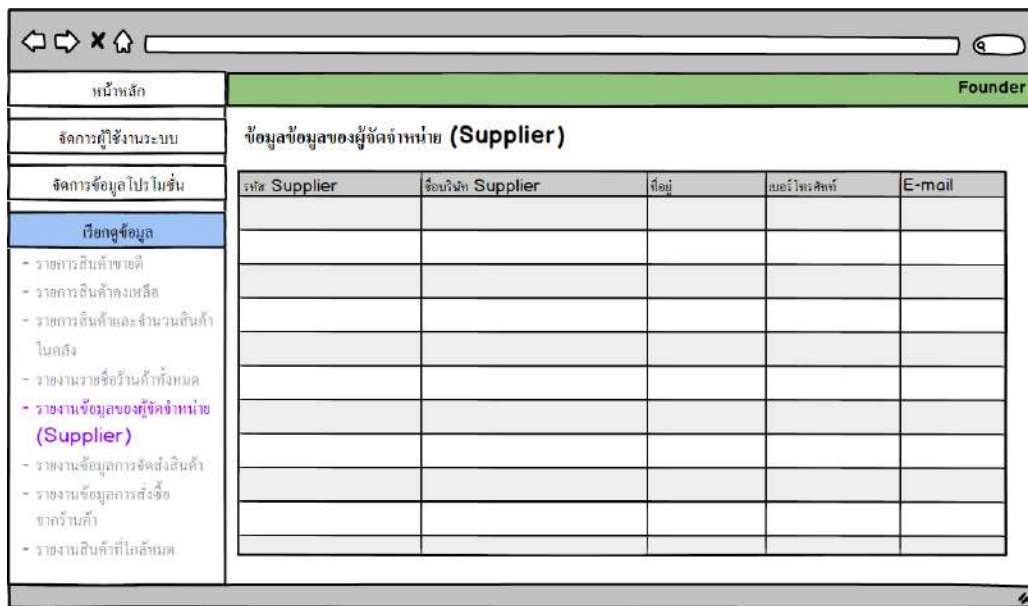 หน้าหลัก
Founder
จัดการผู้ใช้งานระบบ
จัดการข้อมูลโปรโมชั่น
เรียกดูข้อมูล
- รายการสินค้าขายดี
- รายการสินค้าคงเหลือ
- รายการสินค้าและจำนวนสินค้า
ในคลัง
- รายงานรายชื่อร้านค้าทั้งหมด
- รายงานข้อมูลของผู้จัดจำหน่าย
(Supplier)
- รายงานข้อมูลการจัดส่งสินค้า
- รายงานข้อมูลการสั่งซื้อ
จากร้านค้า
- รายงานสินค้าที่ใกล้หมด
ข้อมูลข้อมูลของผู้จัดจำหน่าย (Supplier)
รหัส Supplier
ชื่อบริษัท Supplier
ที่อยู่
เบอร์โทรศัพท์
E-mail